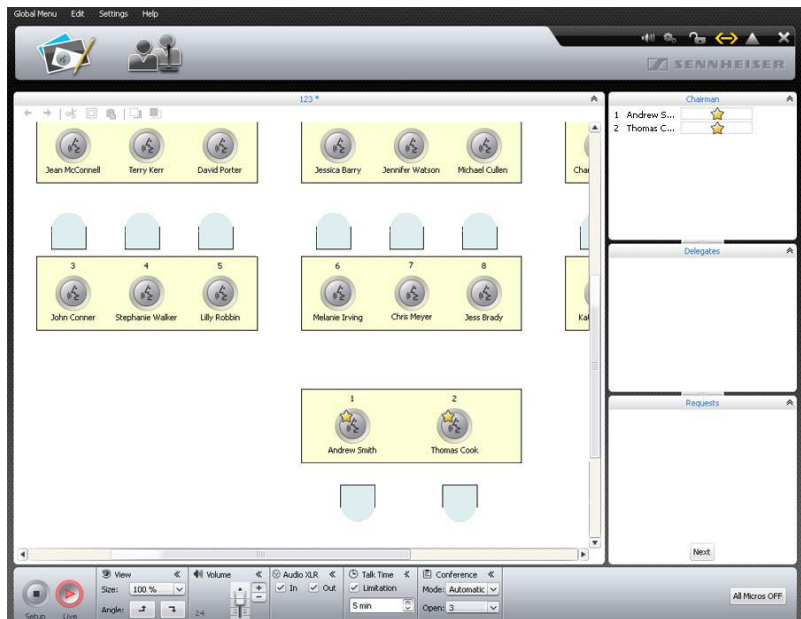 Global Menu Edit Settings Help
SENNHEISER
123 *
Chairman
1 Andrew S...
2 Thomas C...
Jean McConnell Terry Kerr David Porter Jessica Barry Jennifer Watson Michael Cullen Cha
Delegates
3 4 5 6 7 8
John Conner Stephanie Walker Lilly Robbin Melanie Irving Chris Meyer Jess Brady Kat
Requests
1 2
Andrew Smith Thomas Cook
Next
View Volume Audio XLR Talk Time Conference
Size: 100 % In Out Limitation Mode: Automatic
Angle: 24 5 min Open: 3
Setup Live
All Micros OFF